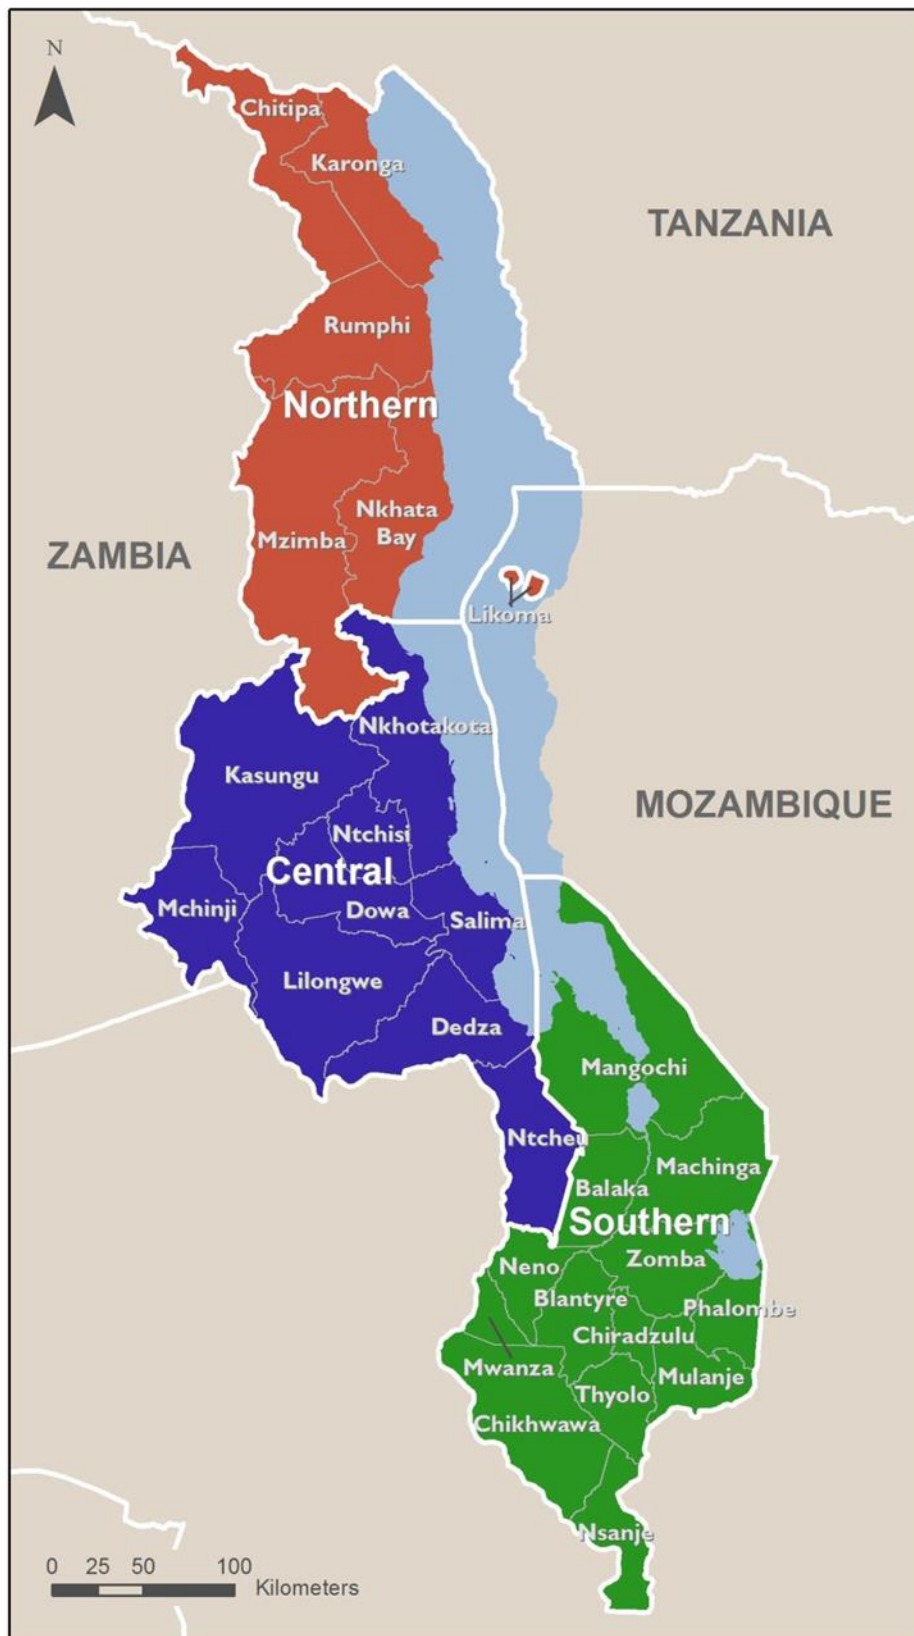 N
Chitipa
Karonga
TANZANIA
Rumphi
Northern
Nkhata
Bay
Mzimba
ZAMBIA
Likoma
Nkhotakota
Kasungu
MOZAMBIQUE
Ntchisi
Central
Mchinji
Dowa
Salima
Lilongwe
Dedza
Mangochi
Ntcheu
Machinga
Balaka
Southern
Zomba
Neno
Blantyre
Phalombe
Chiradzulu
Mwanza
Mulanje
Thyolo
Chikhwawa
Nsanje
0 25 50 100
Kilometers